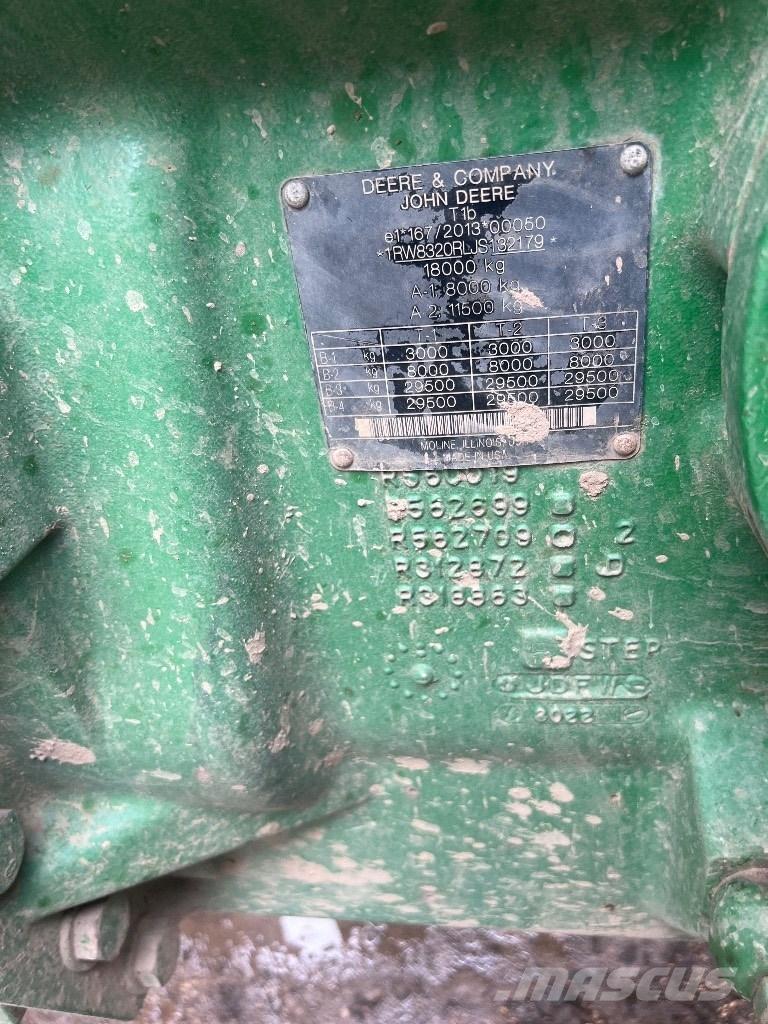 DEERE & COMPANY
JOHN DEERE
T1b
e1*167/2013*00050
*1RW8320RLJS132179*
18000 kg
A-1: 8000 kg
A-2: 11500 kg
T-1 T-2 T-3
B-1 kg 3000 3000 3000
B-2 kg 8000 8000 8000
B-3 kg 29500 29500 29500
B-4 kg 29500 29500 29500
MOLINE, ILLINOIS
MADE IN USA
R562699
R562709 2
R312872
STEP
JDFW
MASCUS